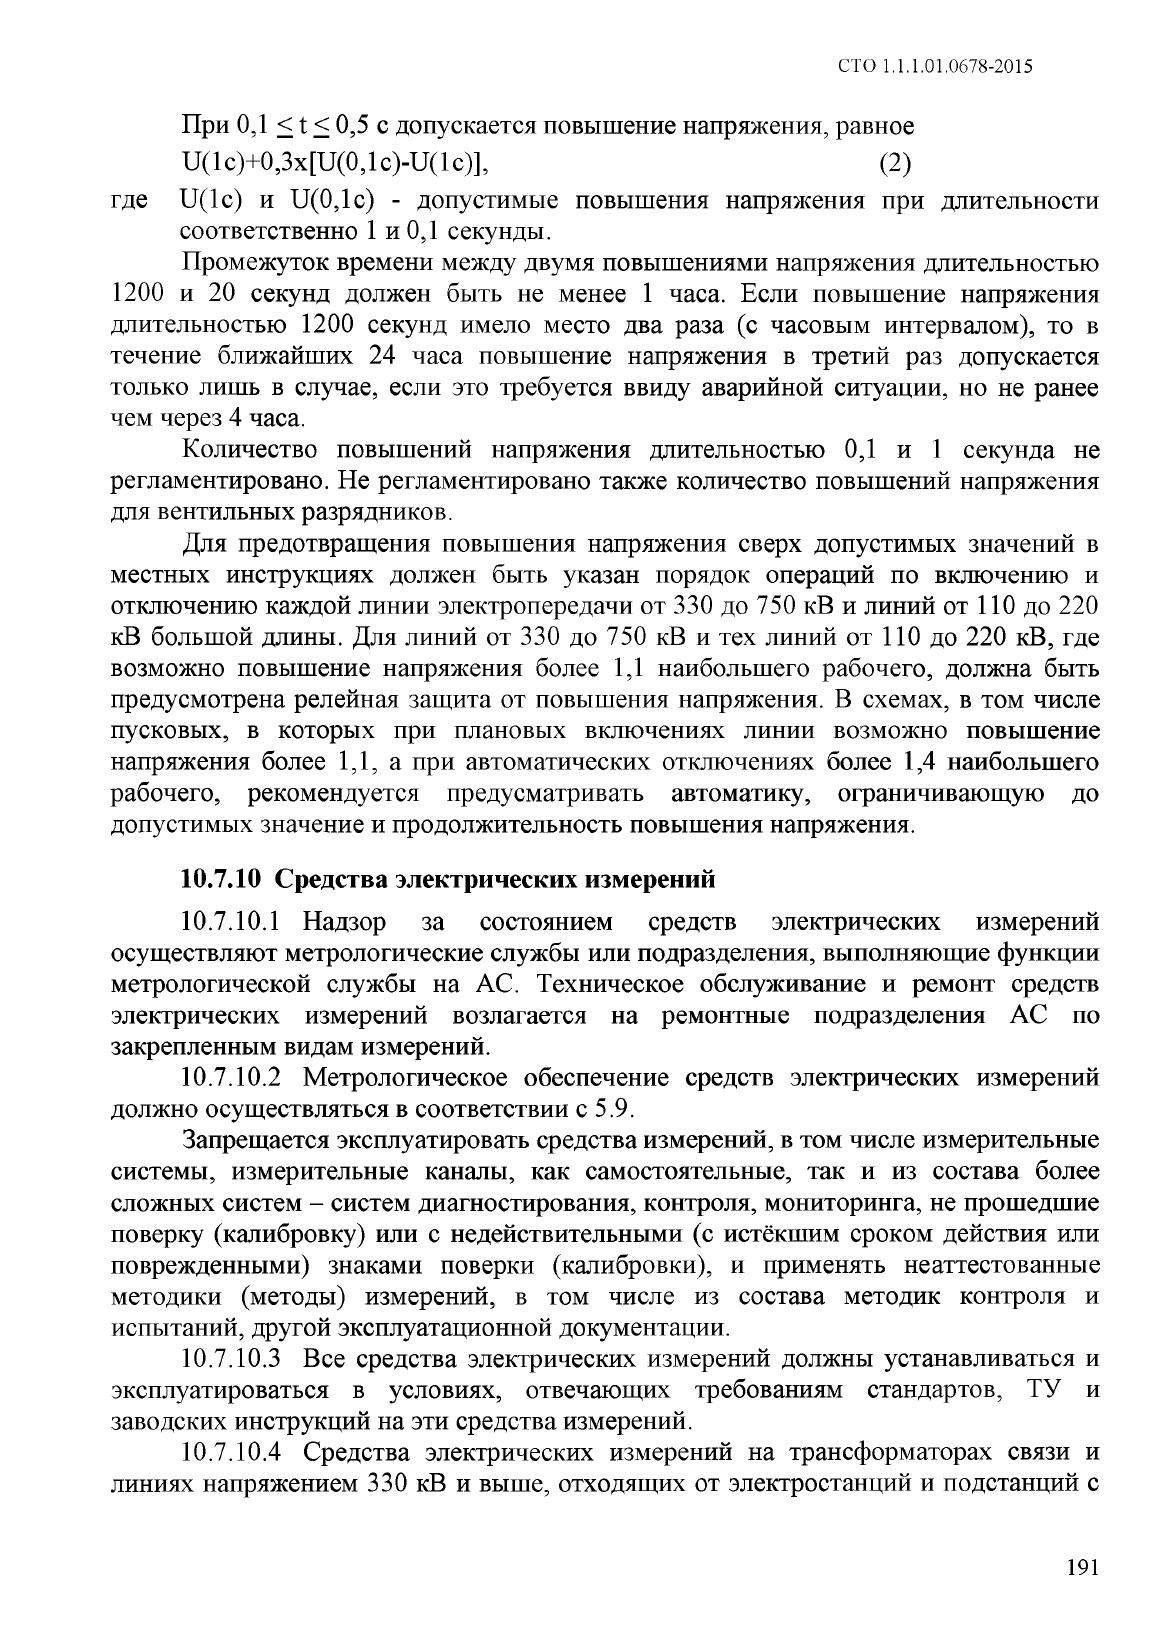 СТО 1.1.1.01.0678-2015
При 0,1 ≤ t ≤ 0,5 с допускается повышение напряжения, равное
U(1с)+0,3х[U(0,1с)-U(1с)], (2)
где U(1с) и U(0,1с) - допустимые повышения напряжения при длительности
соответственно 1 и 0,1 секунды.
Промежуток времени между двумя повышениями напряжения длительностью
1200 и 20 секунд должен быть не менее 1 часа. Если повышение напряжения
длительностью 1200 секунд имело место два раза (с часовым интервалом), то в
течение ближайших 24 часа повышение напряжения в третий раз допускается
только лишь в случае, если это требуется ввиду аварийной ситуации, но не ранее
чем через 4 часа.
Количество повышений напряжения длительностью 0,1 и 1 секунда не
регламентировано. Не регламентировано также количество повышений напряжения
для вентильных разрядников.
Для предотвращения повышения напряжения сверх допустимых значений в
местных инструкциях должен быть указан порядок операций по включению и
отключению каждой линии электропередачи от 330 до 750 кВ и линий от 110 до 220
кВ большой длины. Для линий от 330 до 750 кВ и тех линий от 110 до 220 кВ, где
возможно повышение напряжения более 1,1 наибольшего рабочего, должна быть
предусмотрена релейная защита от повышения напряжения. В схемах, в том числе
пусковых, в которых при плановых включениях линии возможно повышение
напряжения более 1,1, а при автоматических отключениях более 1,4 наибольшего
рабочего, рекомендуется предусматривать автоматику, ограничивающую до
допустимых значение и продолжительность повышения напряжения.
10.7.10 Средства электрических измерений
10.7.10.1 Надзор за состоянием средств электрических измерений
осуществляют метрологические службы или подразделения, выполняющие функции
метрологической службы на АС. Техническое обслуживание и ремонт средств
электрических измерений возлагается на ремонтные подразделения АС по
закрепленным видам измерений.
10.7.10.2 Метрологическое обеспечение средств электрических измерений
должно осуществляться в соответствии с 5.9.
Запрещается эксплуатировать средства измерений, в том числе измерительные
системы, измерительные каналы, как самостоятельные, так и из состава более
сложных систем – систем диагностирования, контроля, мониторинга, не прошедшие
поверку (калибровку) или с недействительными (с истёкшим сроком действия или
поврежденными) знаками поверки (калибровки), и применять неаттестованные
методики (методы) измерений, в том числе из состава методик контроля и
испытаний, другой эксплуатационной документации.
10.7.10.3 Все средства электрических измерений должны устанавливаться и
эксплуатироваться в условиях, отвечающих требованиям стандартов, ТУ и
заводских инструкций на эти средства измерений.
10.7.10.4 Средства электрических измерений на трансформаторах связи и
линиях напряжением 330 кВ и выше, отходящих от электростанций и подстанций с
191